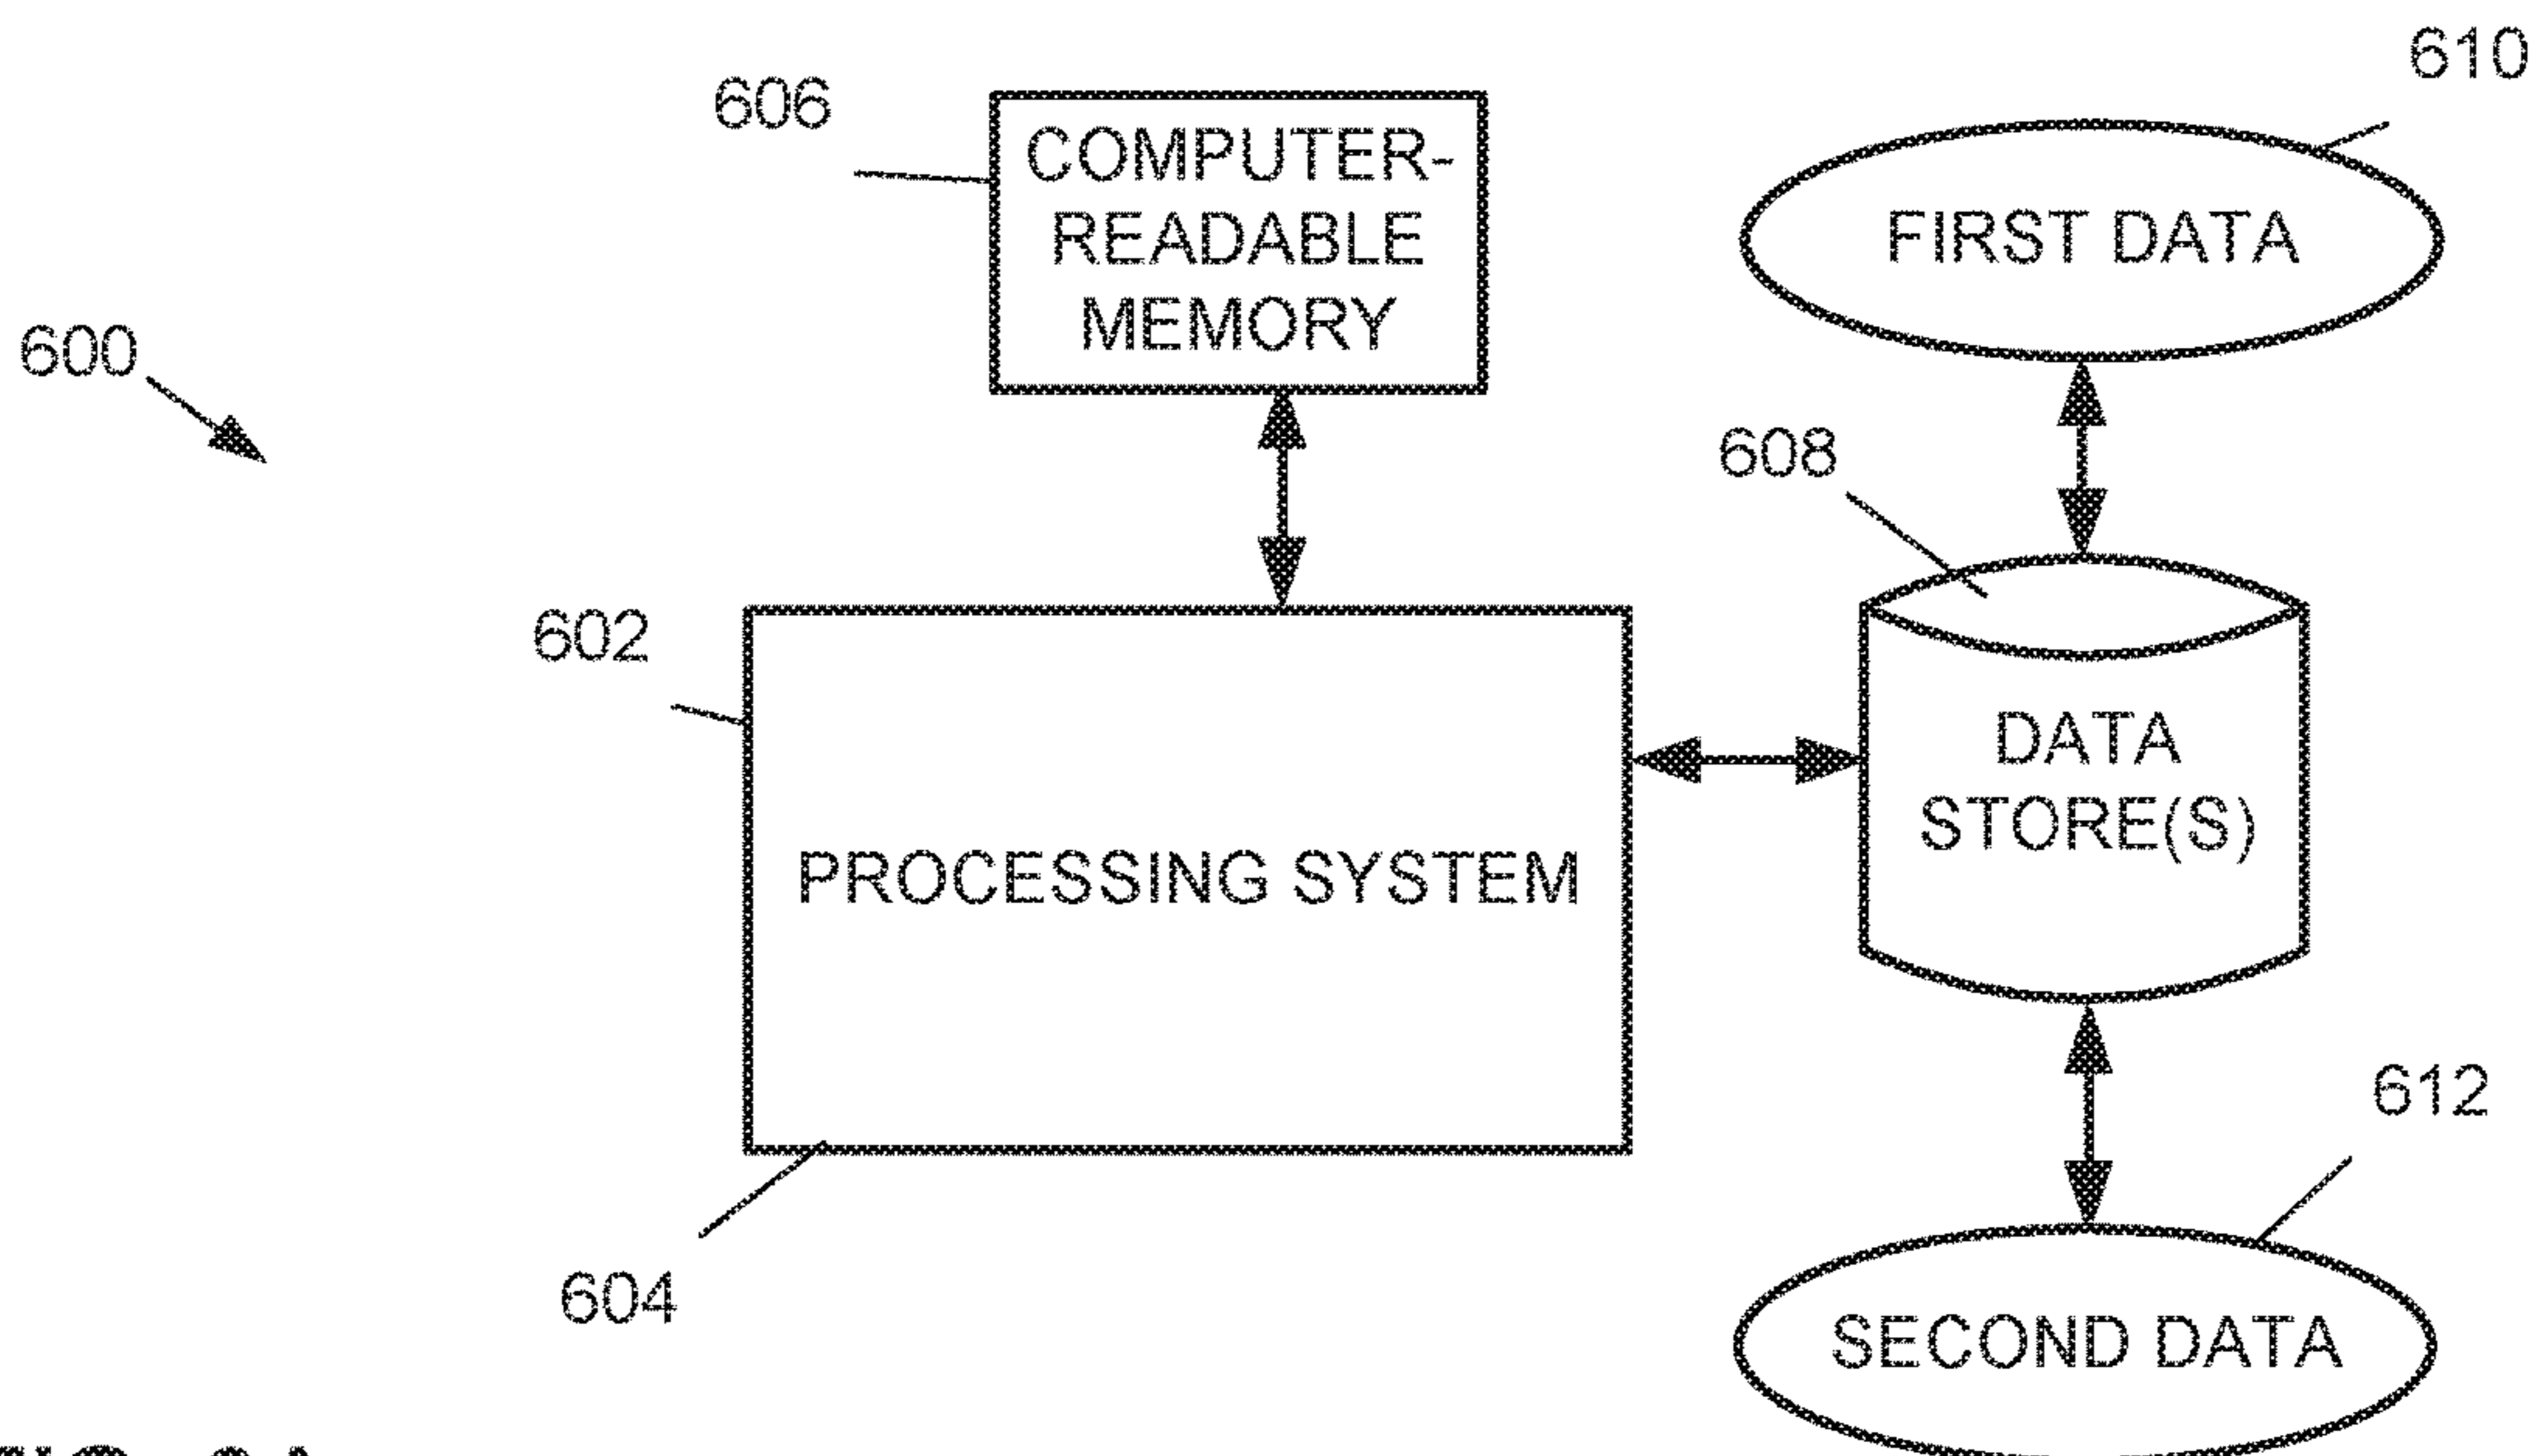 610
606
COMPUTER-
READABLE
MEMORY
FIRST DATA
600
608
602
DATA
STORE(S)
PROCESSING SYSTEM
612
604
SECOND DATA